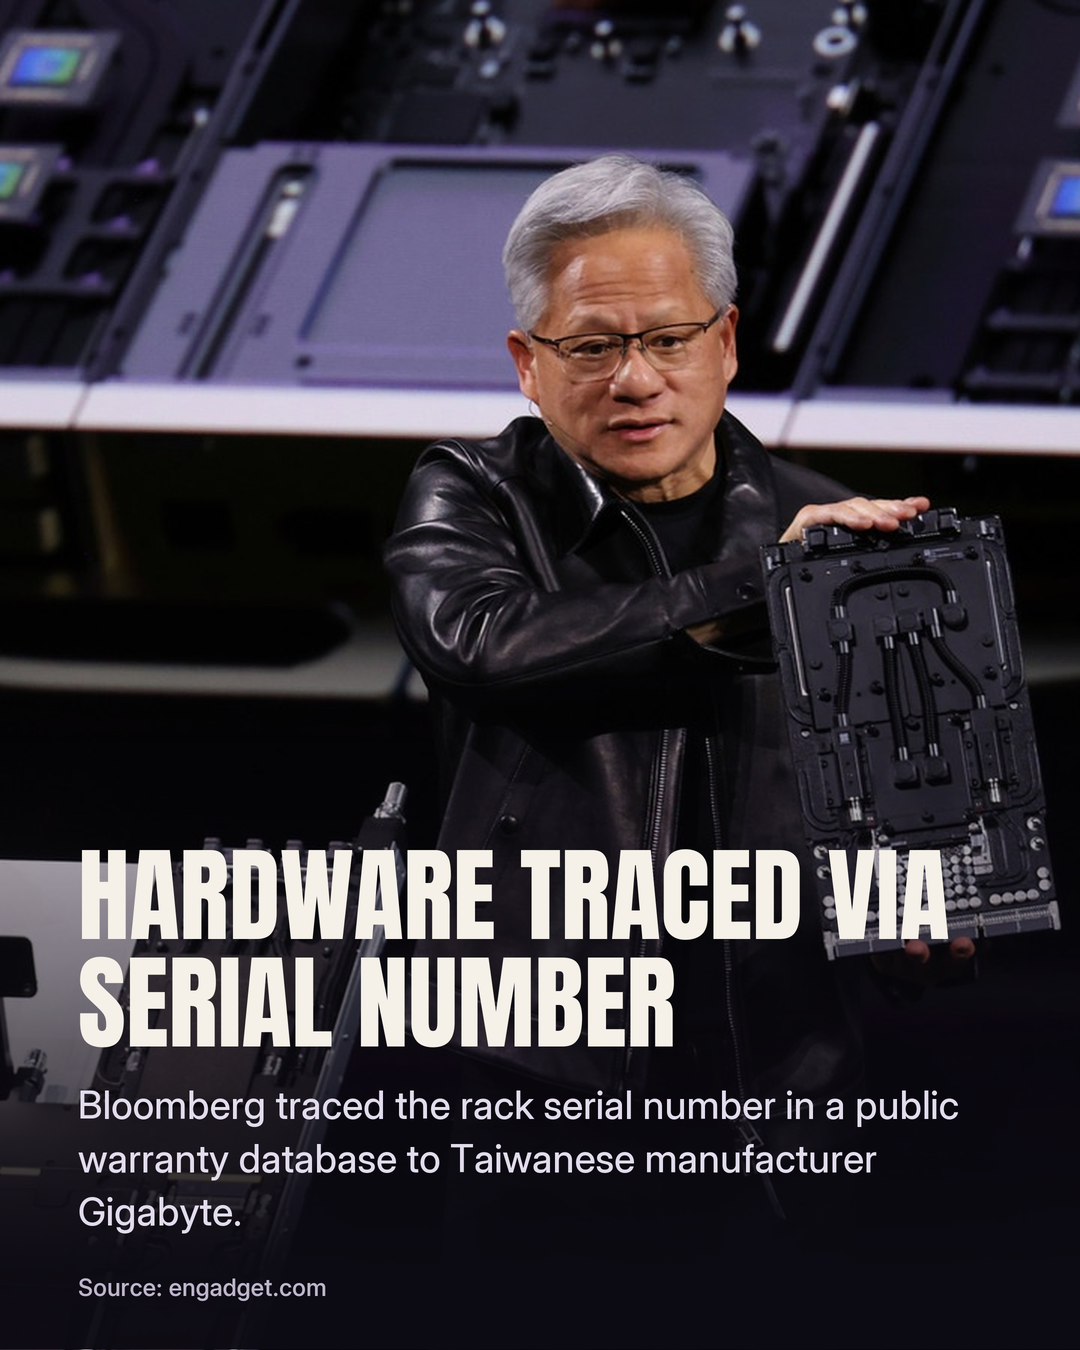 HARDWARE TRACED VIA
SERIAL NUMBER
Bloomberg traced the rack serial number in a public
warranty database to Taiwanese manufacturer
Gigabyte.
Source: engadget.com